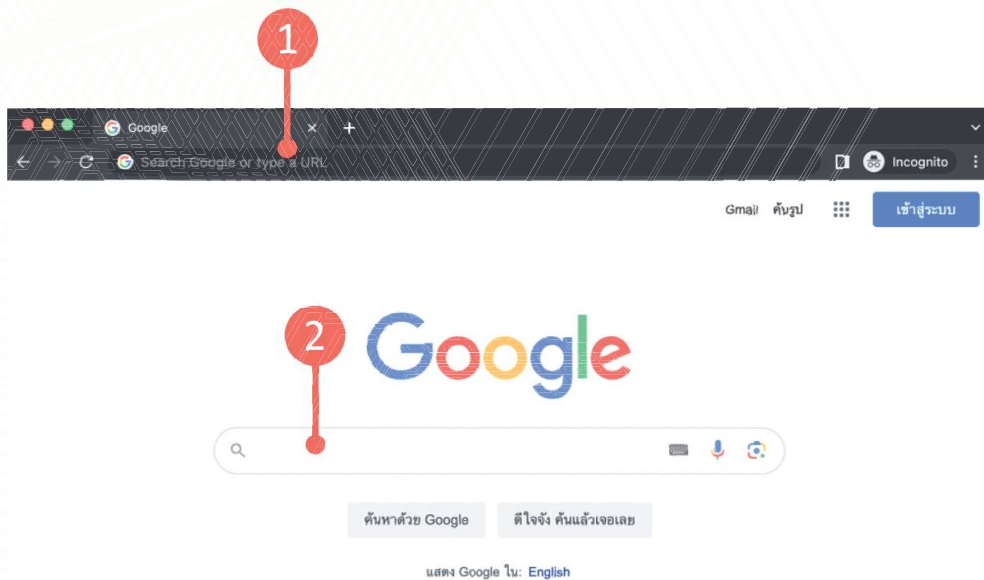 1
Google
Search Google or type a URL
Incognito
Gmail ค้นรูป
เข้าสู่ระบบ
2
Google
ค้นหาด้วย Google
ดีใจจัง ค้นแล้วเจอเลย
แสดง Google ใน: English